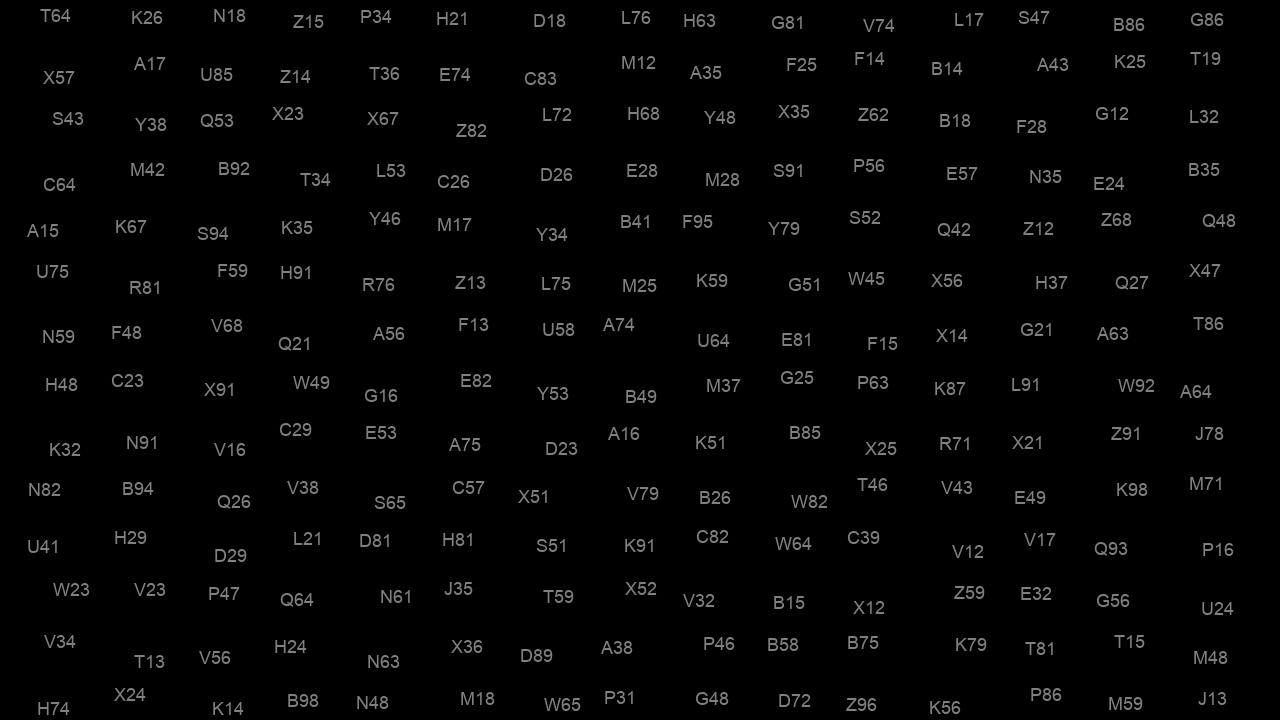 T64 K26 N18 Z15 P34 H21 D18 L76 H63 G81 V74 L17 S47 B86 G86
X57 A17 U85 Z14 T36 E74 C83 M12 A35 F25 F14 B14 A43 K25 T19
S43 Y38 Q53 X23 X67 Z82 L72 H68 Y48 X35 Z62 B18 F28 G12 L32
C64 M42 B92 T34 L53 C26 D26 E28 M28 S91 P56 E57 N35 E24 B35
A15 K67 S94 K35 Y46 M17 Y34 B41 F95 Y79 S52 Q42 Z12 Z68 Q48
U75 R81 F59 H91 R76 Z13 L75 M25 K59 G51 W45 X56 H37 Q27 X47
N59 F48 V68 Q21 A56 F13 U58 A74 U64 E81 F15 X14 G21 A63 T86
H48 C23 X91 W49 G16 E82 Y53 B49 M37 G25 P63 K87 L91 W92 A64
K32 N91 V16 C29 E53 A75 D23 A16 K51 B85 X25 R71 X21 Z91 J78
N82 B94 Q26 V38 S65 C57 X51 V79 B26 W82 T46 V43 E49 K98 M71
U41 H29 D29 L21 D81 H81 S51 K91 C82 W64 C39 V12 V17 Q93 P16
W23 V23 P47 Q64 N61 J35 T59 X52 V32 B15 X12 Z59 E32 G56 U24
V34 T13 V56 H24 N63 X36 D89 A38 P46 B58 B75 K79 T81 T15 M48
H74 X24 K14 B98 N48 M18 W65 P31 G48 D72 Z96 K56 P86 M59 J13